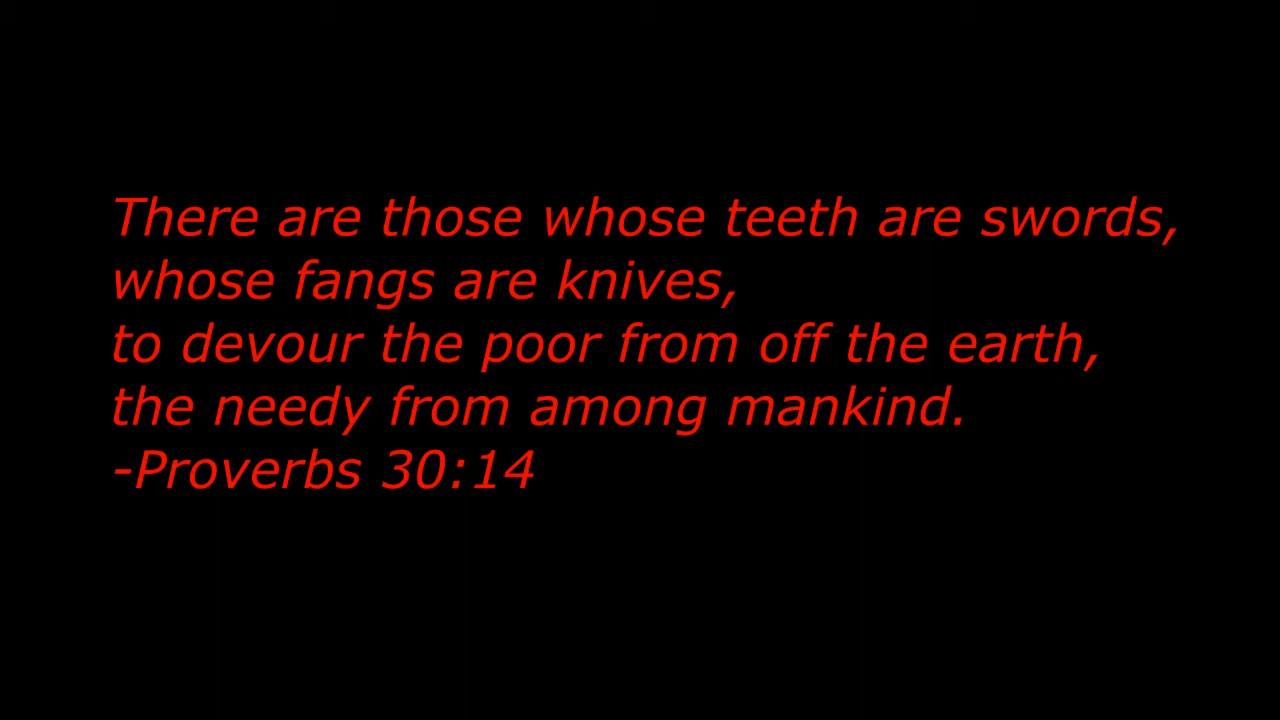 There are those whose teeth are swords,
whose fangs are knives,
to devour the poor from off the earth,
the needy from among mankind.
-Proverbs 30:14